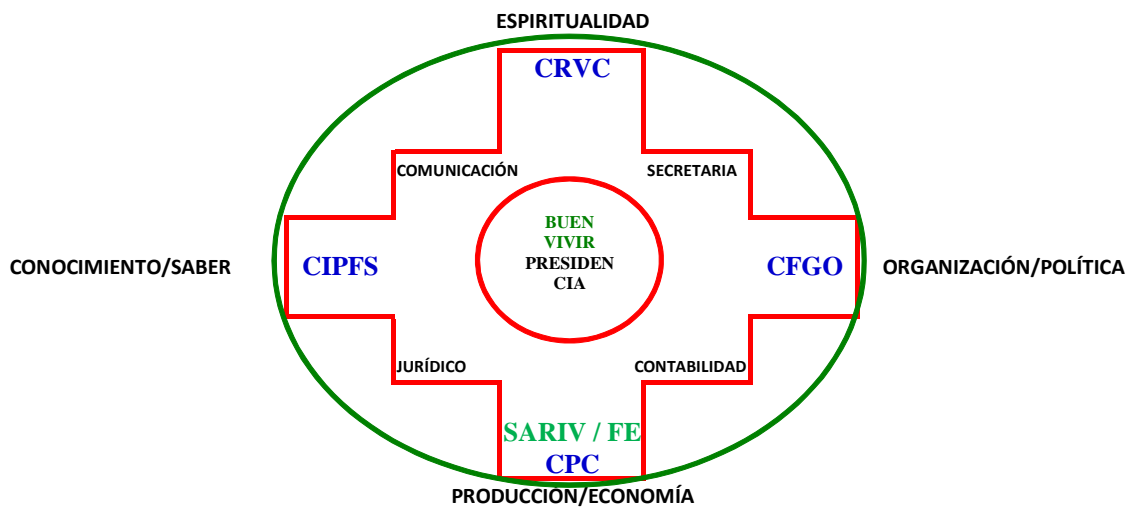 ESPIRITUALIDAD
CRVC
COMUNICACIÓN
SECRETARIA
BUEN
VIVIR
PRESIDEN
CIA
CONOCIMIENTO/SABER
CIPFS
CFGO
ORGANIZACIÓN/POLÍTICA
JURÍDICO
CONTABILIDAD
SARIV / FE
CPC
PRODUCCIÓN/ECONOMÍA